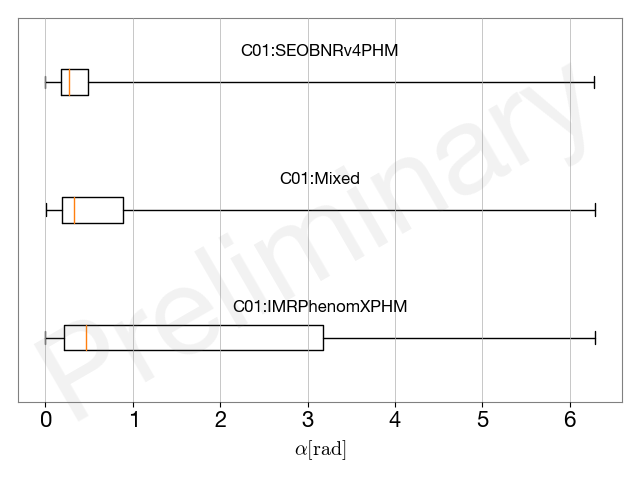 C01:SEOBNRv4PHM
C01:Mixed
C01:IMRPhenomXPHM
Preliminary
0 1 2 3 4 5 6
α[rad]